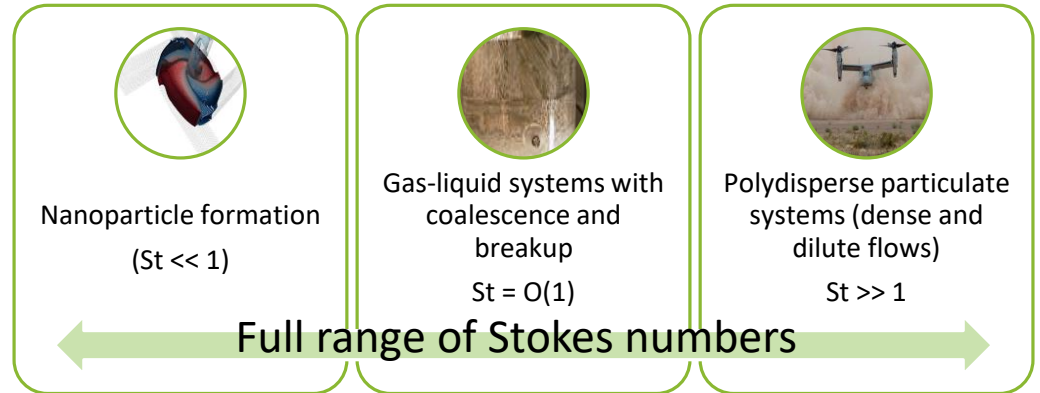 Nanoparticle formation
(St << 1)
Gas-liquid systems with
coalescence and
breakup
St = O(1)
Polydisperse particulate
systems (dense and
dilute flows)
St >> 1
Full range of Stokes numbers